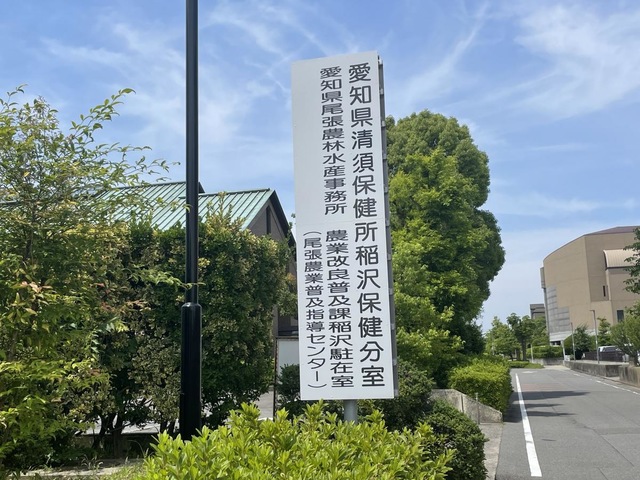 愛知県清須保健所稲沢保健分室
愛知県尾張農林水産事務所 農業改良普及課稲沢駐在室
(尾張農業普及指導センター)